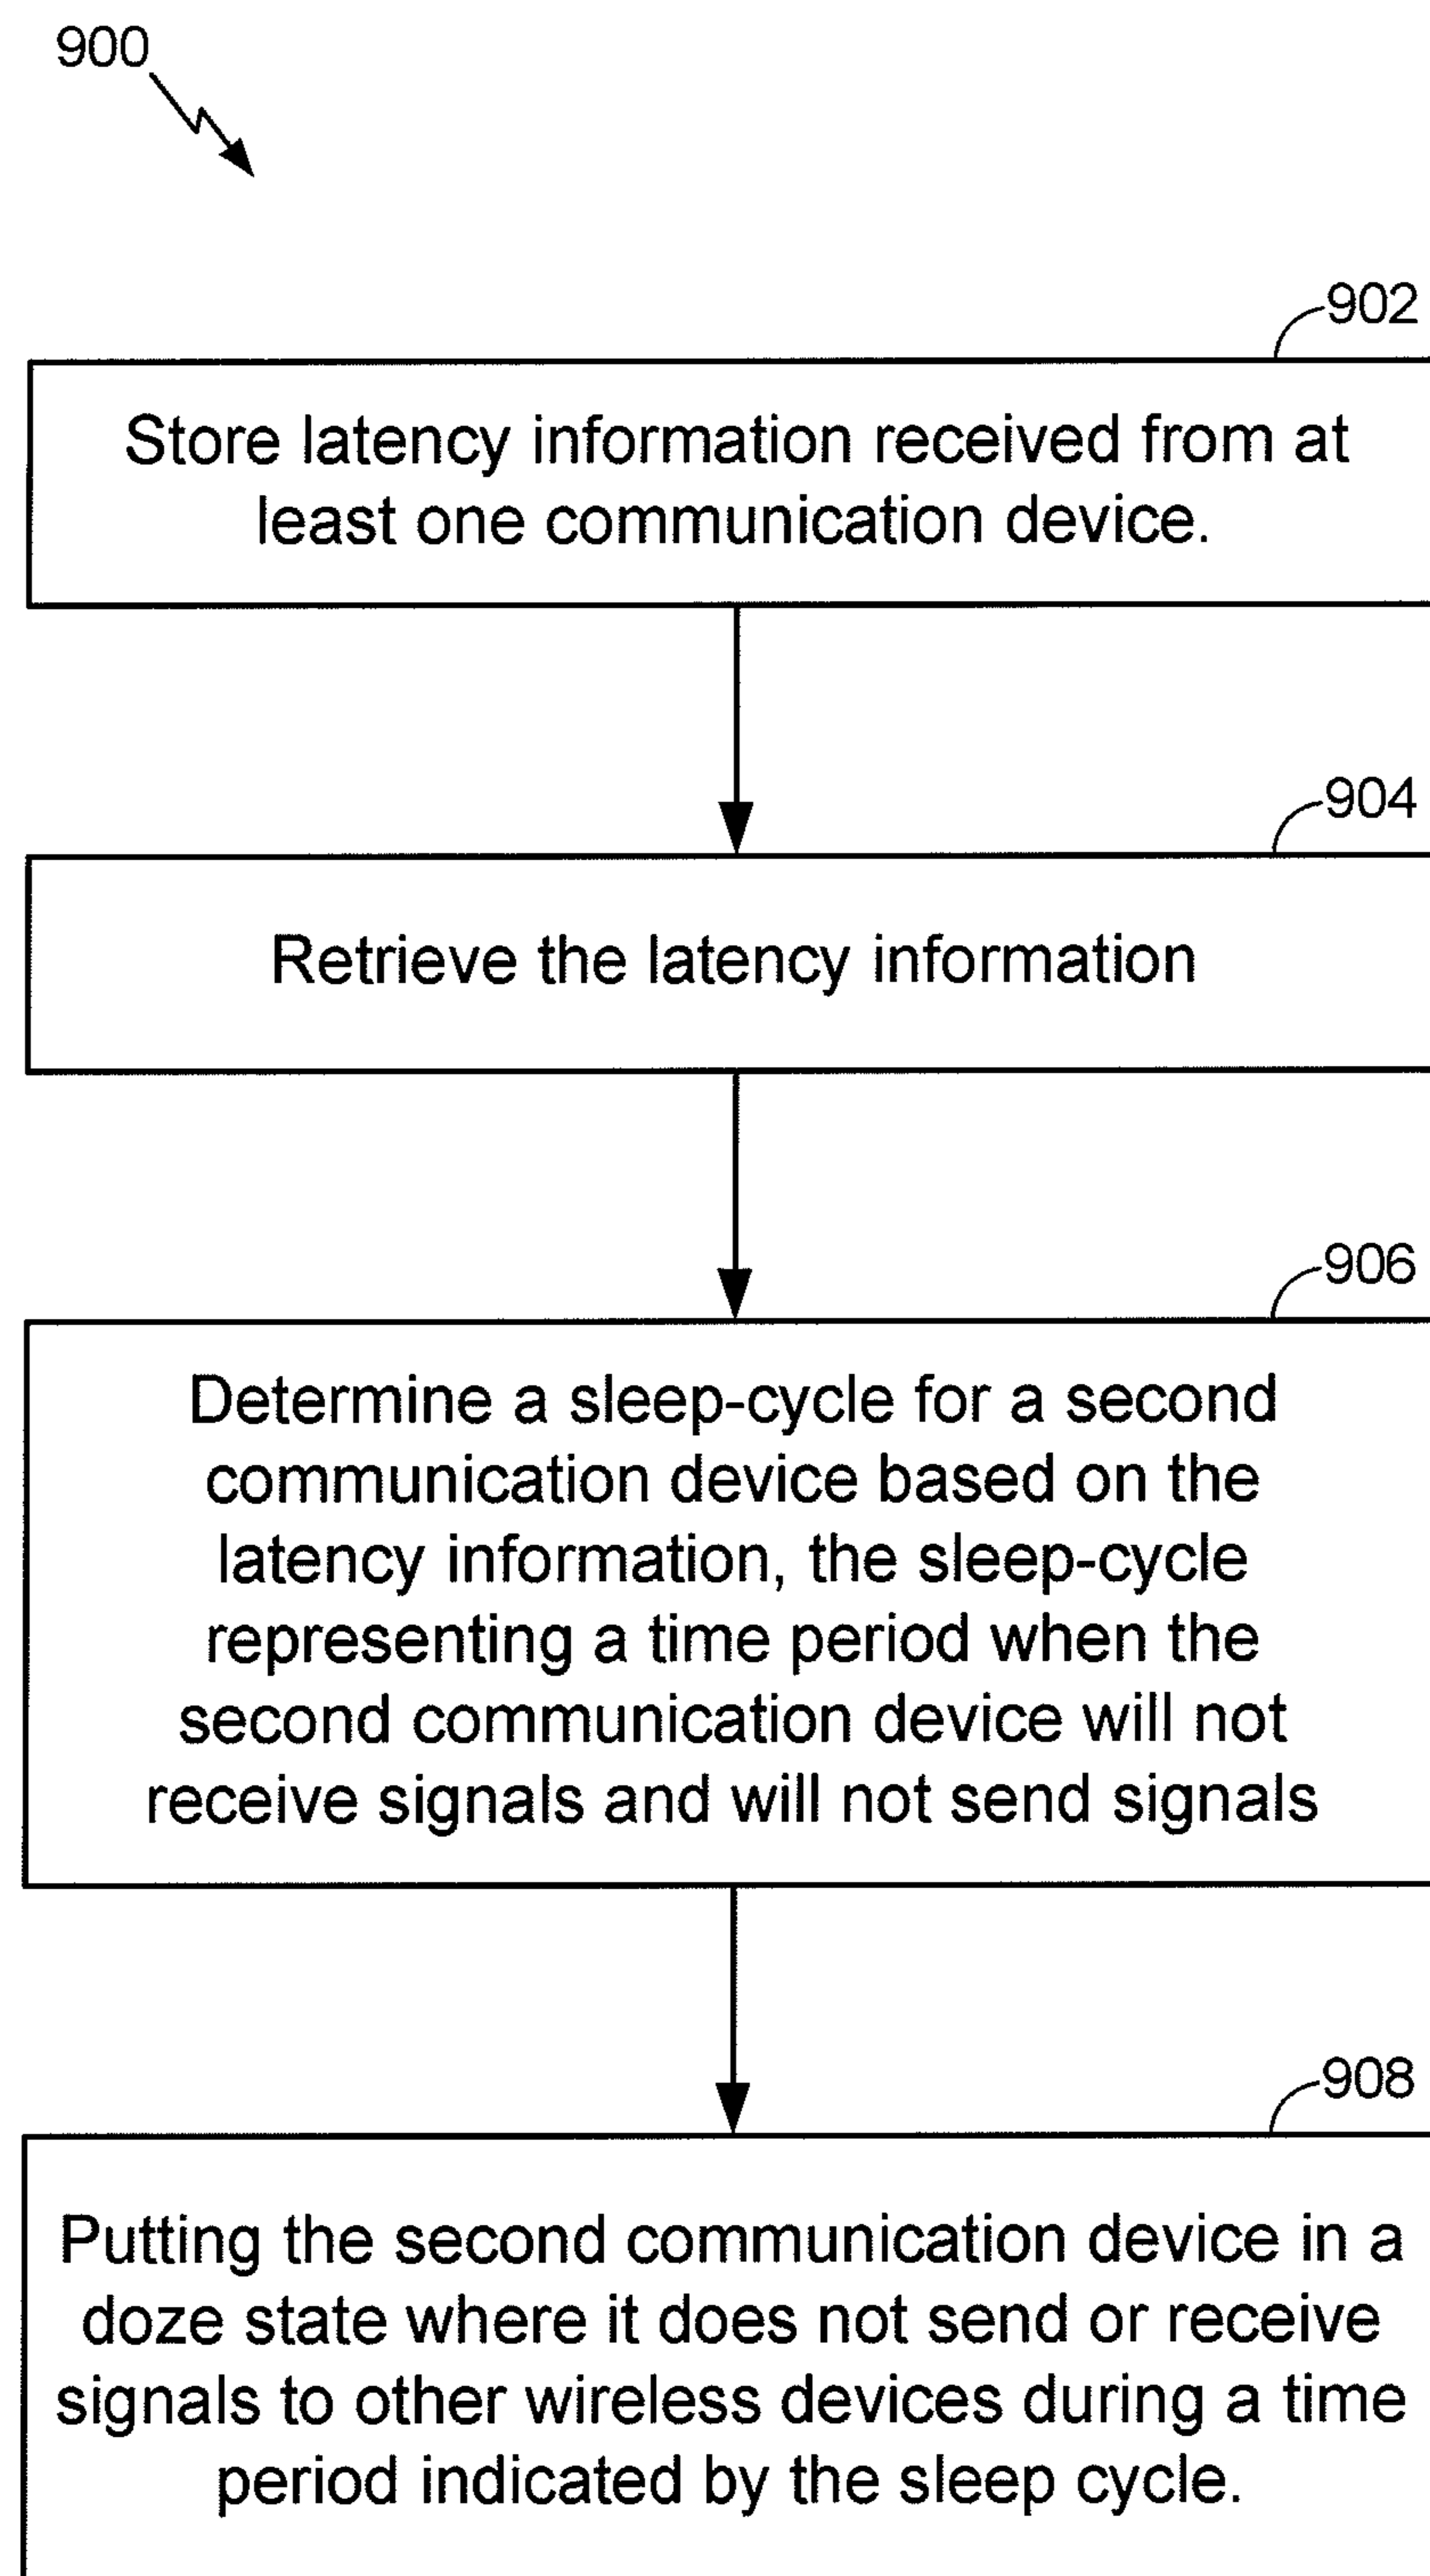 900
902
Store latency information received from at
least one communication device.
904
Retrieve the latency information
906
Determine a sleep-cycle for a second
communication device based on the
latency information, the sleep-cycle
representing a time period when the
second communication device will not
receive signals and will not send signals
908
Putting the second communication device in a
doze state where it does not send or receive
signals to other wireless devices during a time
period indicated by the sleep cycle.